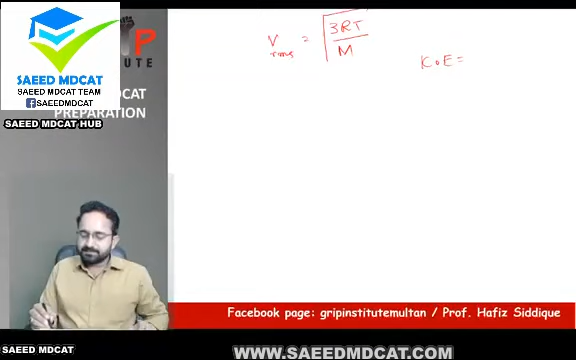 P
SAEED MDCAT
SAEED MDCAT TEAM
SAEEDMDCAT
SAEED MDCAT HUB
UTE
CAT
PREPARATION
V rms = √3RT/M
K.E =
Facebook page: gripinstitutemultan / Prof. Hafiz Siddique
SAEED MDCAT
WWW.SAEEDMDCAT.COM